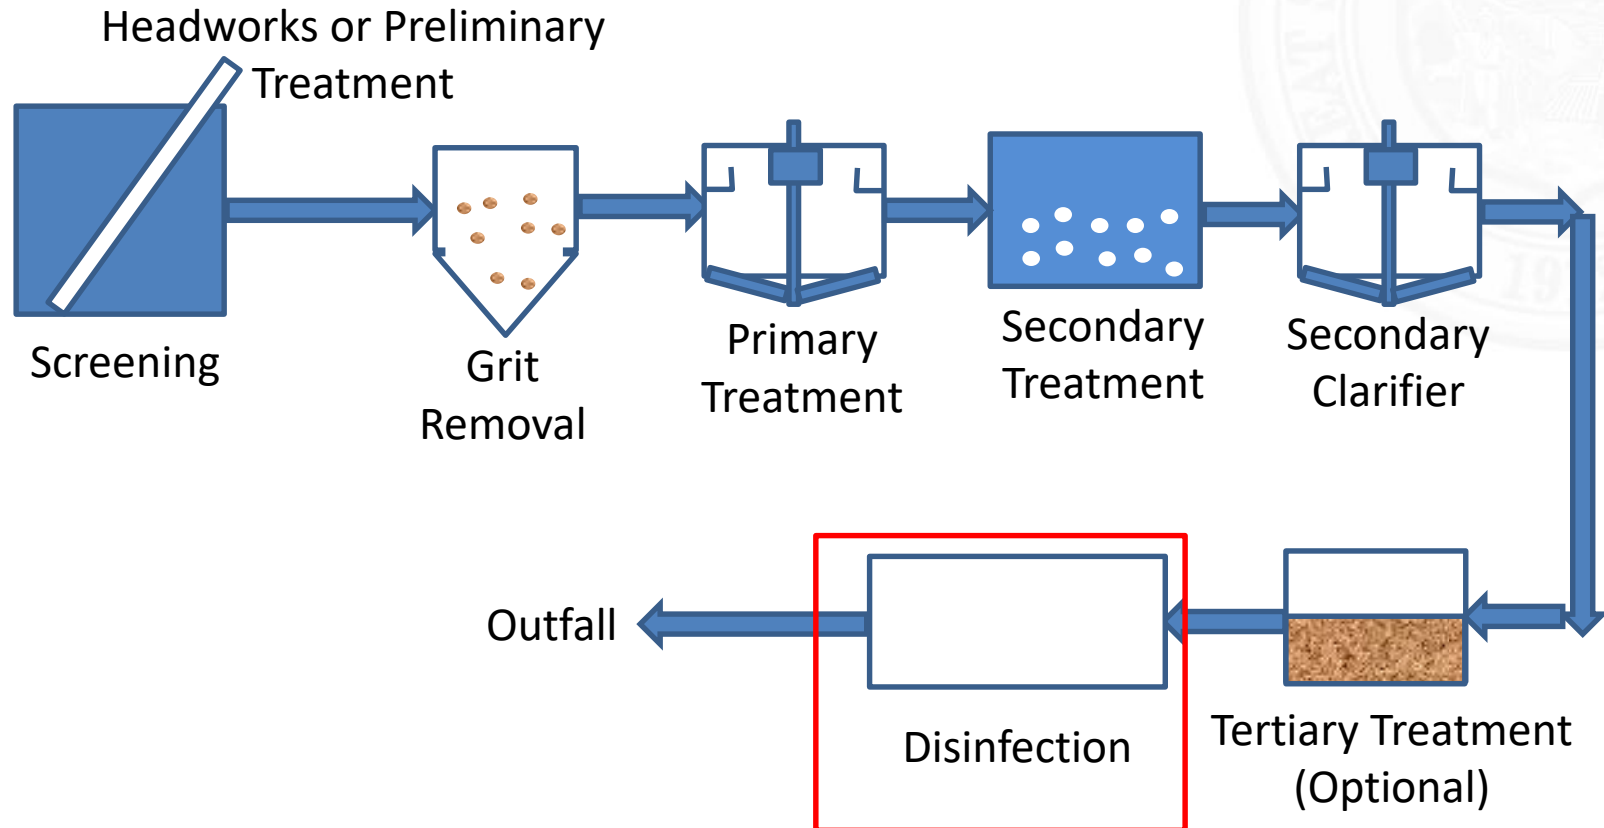 Headworks or Preliminary
Treatment
Screening
Grit
Removal
Primary
Treatment
Secondary
Treatment
Secondary
Clarifier
Outfall
Disinfection
Tertiary Treatment
(Optional)